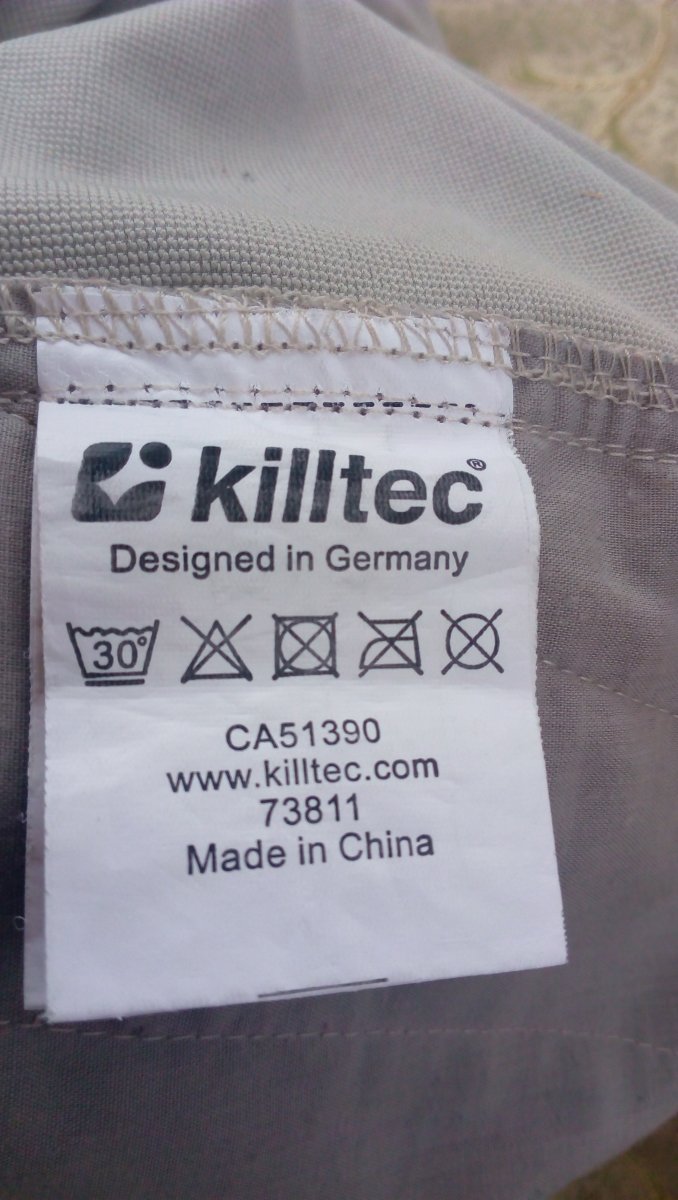 killtec®
Designed in Germany
30°
CA51390
www.killtec.com
73811
Made in China